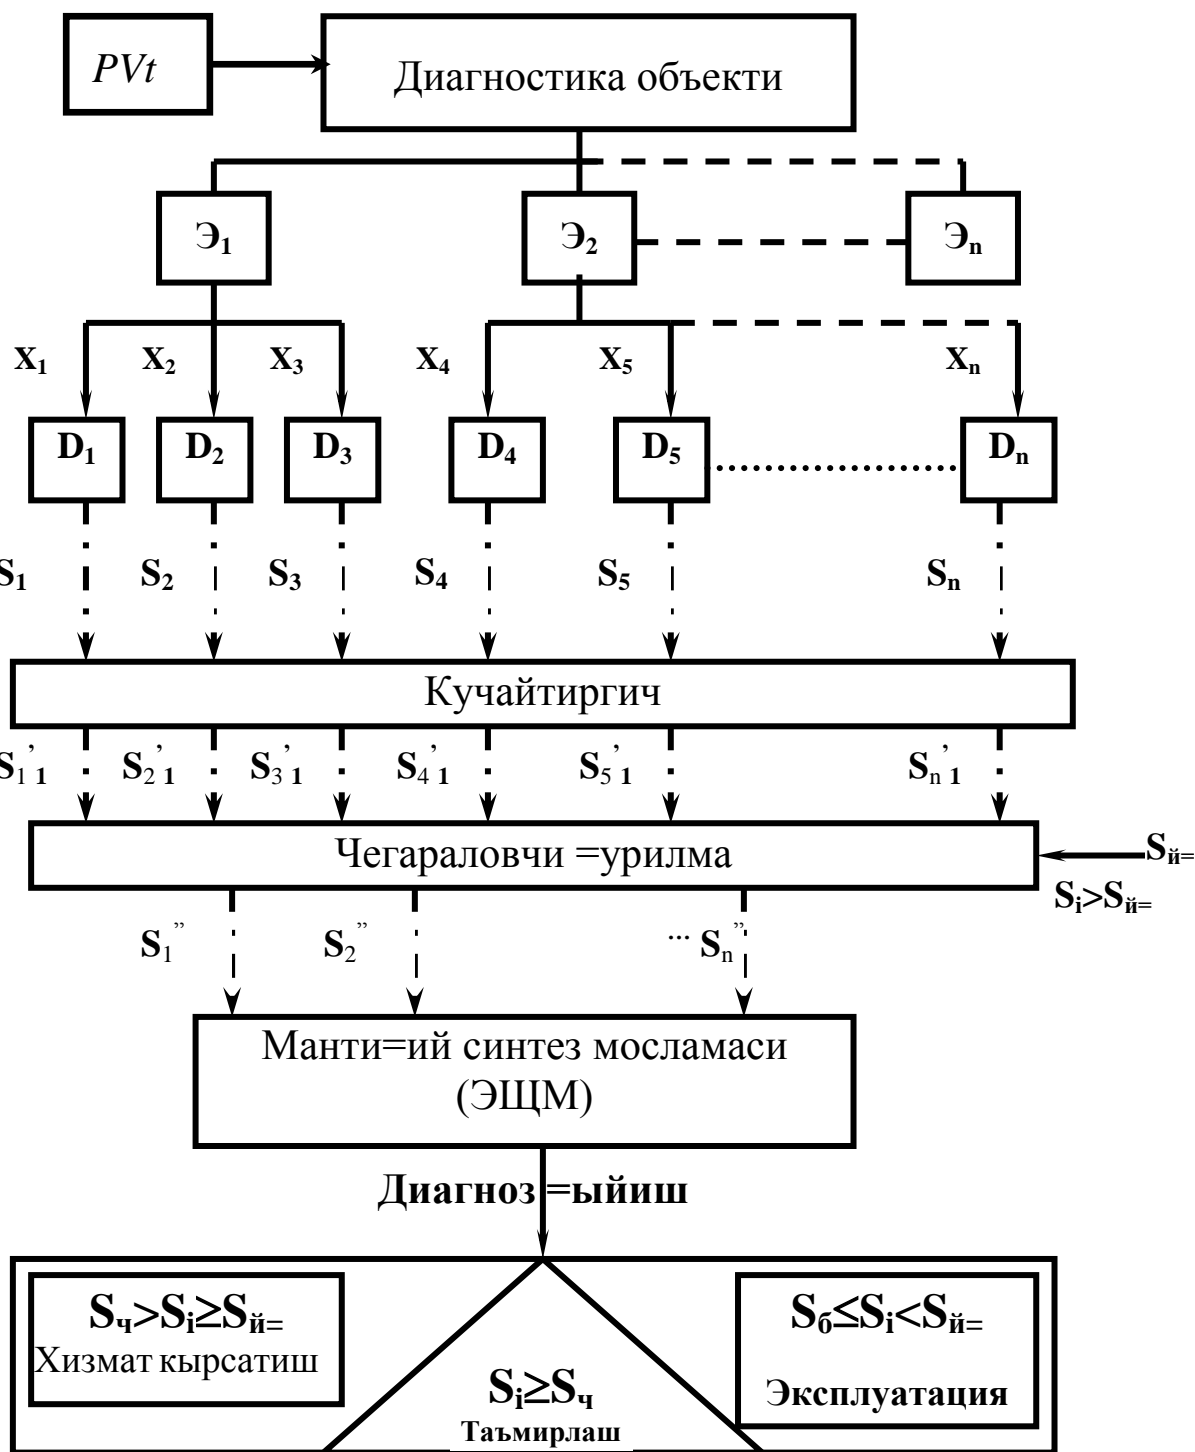 PVt
Диагностика объекти
Э1
Э2
Эn
X1 X2 X3 X4 X5 Xn
D1 D2 D3 D4 D5 Dn
S1 S2 S3 S4 S5 Sn
Кучайтиргич
S1’1 S2’1 S3’1 S4’1 S5’1 Sn’1
Чегараловчи =урилма
Sй=
Si>Sй=
S1” S2” ... Sn”
Манти=ий синтез мосламаси
(ЭЩМ)
Диагноз =ыйиш
Sч>Si≥Sй=
Хизмат кырсатиш
Si≥Sч
Таъмирлаш
Sб≤Si<Sй=
Эксплуатация